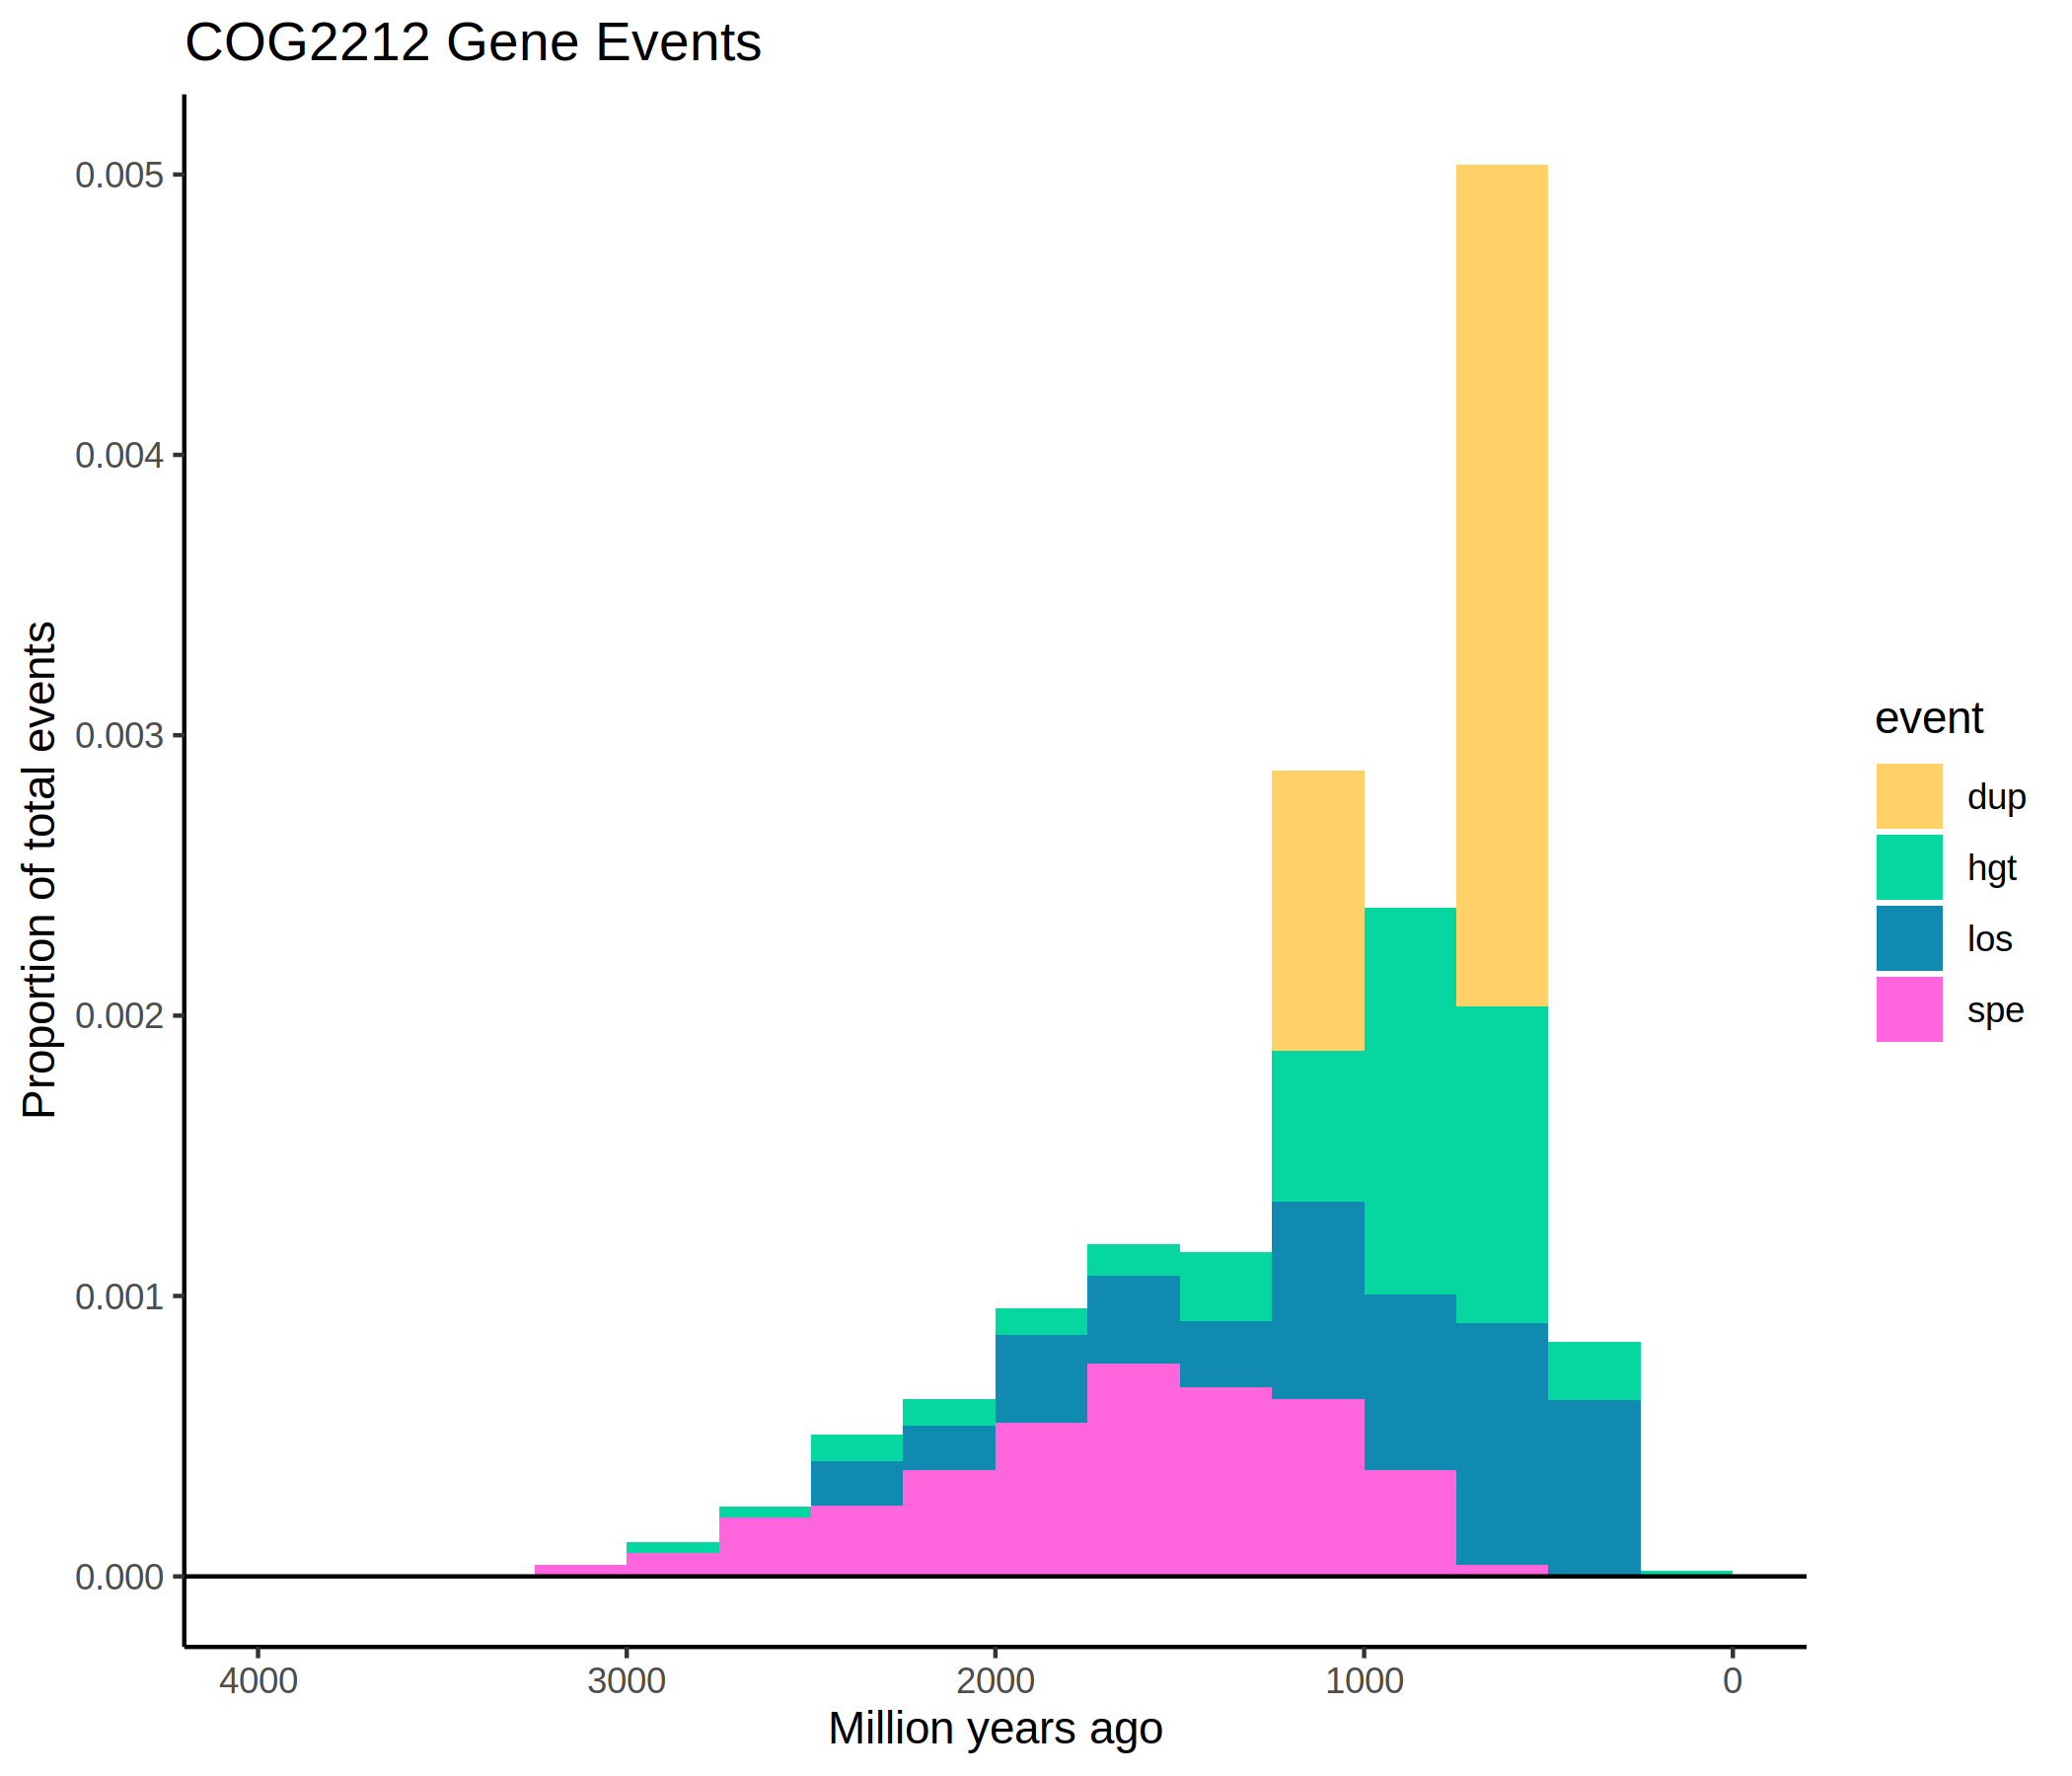 COG2212 Gene Events
Proportion of total events
0.005
0.004
0.003
0.002
0.001
0.000
4000 3000 2000 1000 0
Million years ago
event
dup
hgt
los
spe